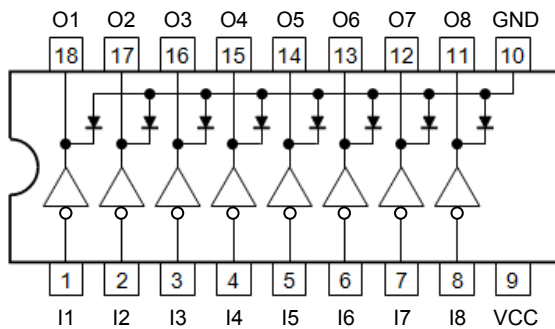 O1 O2 O3 O4 O5 O6 O7 O8 GND
18 17 16 15 14 13 12 11 10
1 2 3 4 5 6 7 8 9
I1 I2 I3 I4 I5 I6 I7 I8 VCC